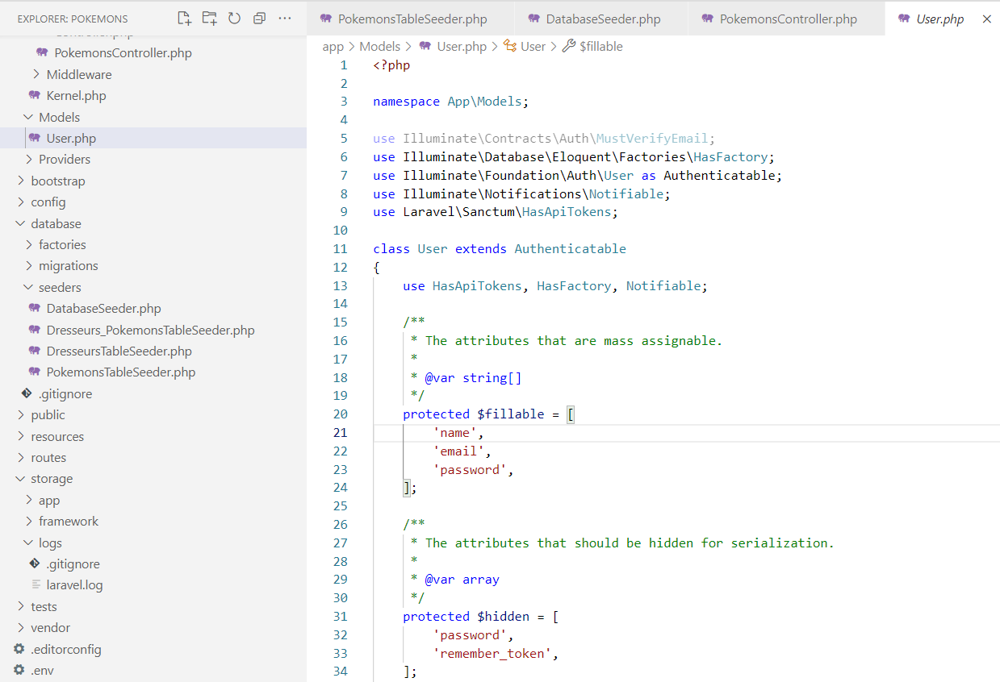 EXPLORER: POKEMONS
PokemonsController.php
Middleware
Kernel.php
Models
User.php
Providers
bootstrap
config
database
factories
migrations
seeders
DatabaseSeeder.php
Dresseurs_PokemonsTableSeeder.php
DresseursTableSeeder.php
PokemonsTableSeeder.php
.gitignore
public
resources
routes
storage
app
framework
logs
.gitignore
laravel.log
tests
vendor
.editorconfig
.env
PokemonsTableSeeder.php DatabaseSeeder.php PokemonsController.php User.php
app > Models > User.php > User > $fillable
1 <?php
2
3 namespace App\Models;
4
5 use Illuminate\Contracts\Auth\MustVerifyEmail;
6 use Illuminate\Database\Eloquent\Factories\HasFactory;
7 use Illuminate\Foundation\Auth\User as Authenticatable;
8 use Illuminate\Notifications\Notifiable;
9 use Laravel\Sanctum\HasApiTokens;
10
11 class User extends Authenticatable
12 {
13 use HasApiTokens, HasFactory, Notifiable;
14
15 /**
16 * The attributes that are mass assignable.
17 *
18 * @var string[]
19 */
20 protected $fillable = [
21 'name',
22 'email',
23 'password',
24 ];
25
26 /**
27 * The attributes that should be hidden for serialization.
28 *
29 * @var array
30 */
31 protected $hidden = [
32 'password',
33 'remember_token',
34 ];